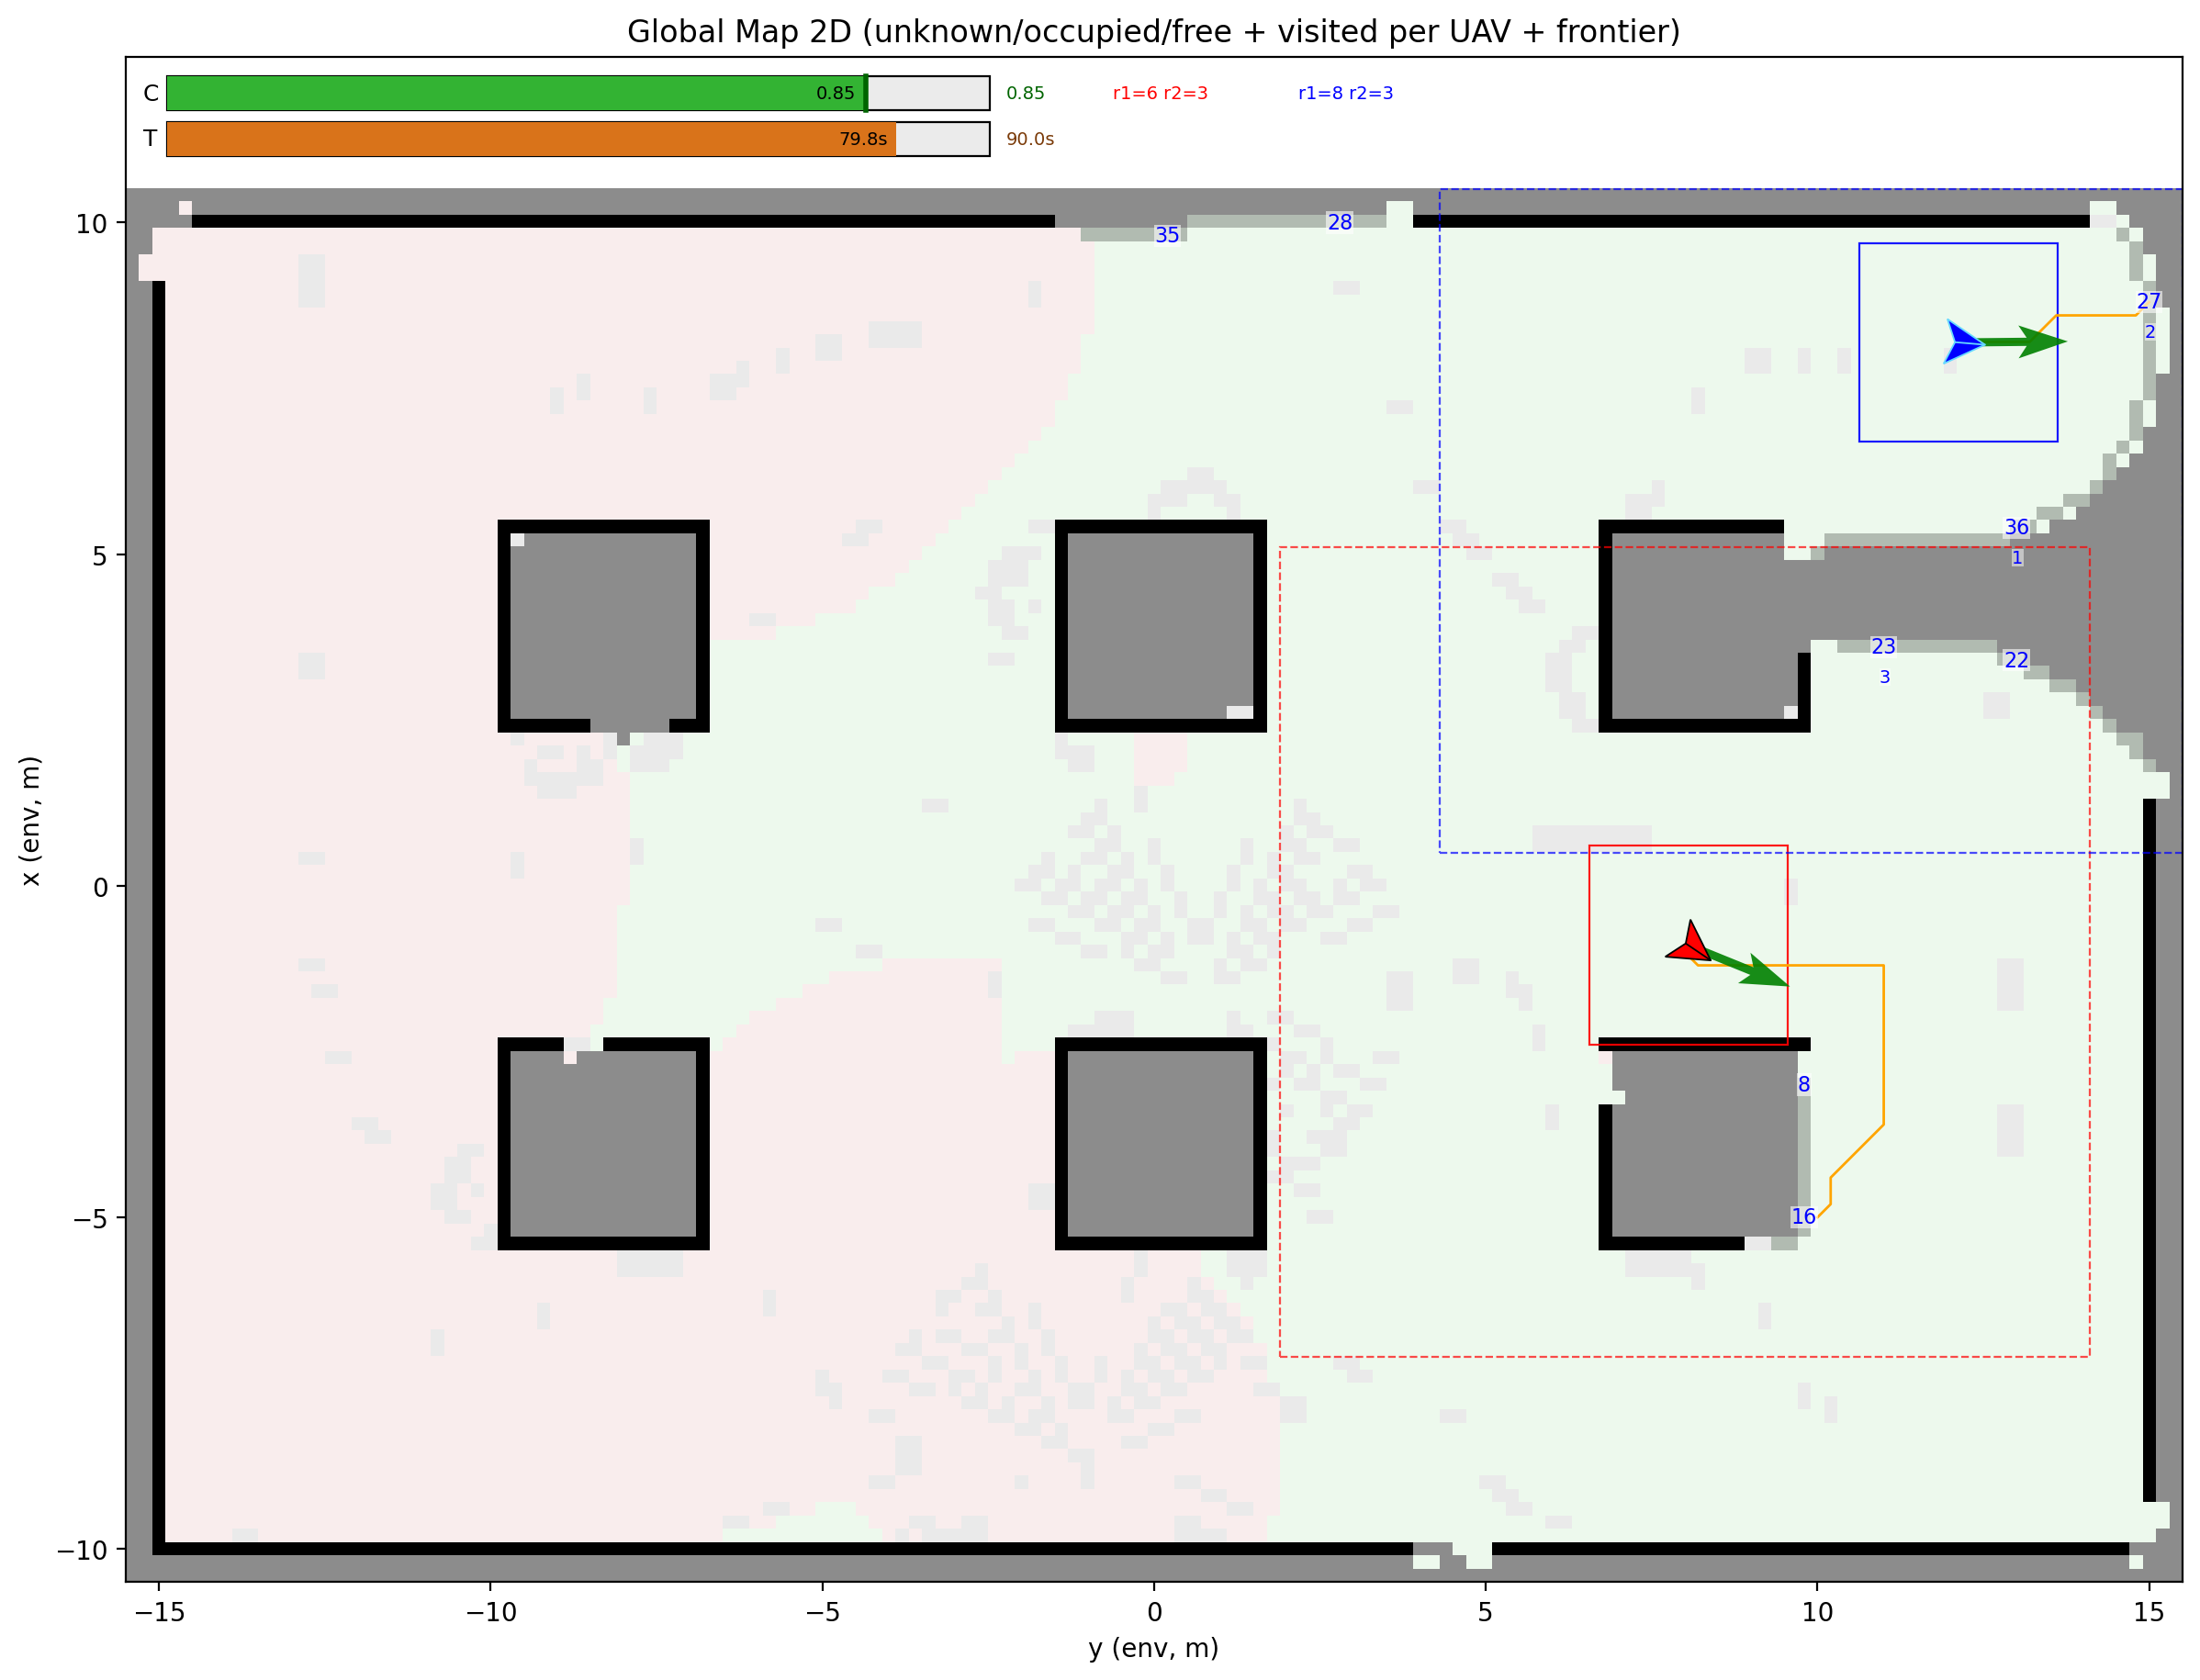 Global Map 2D (unknown/occupied/free + visited per UAV + frontier)
C 0.85 0.85 r1=6 r2=3 r1=8 r2=3
T 79.8s 90.0s
10
5
0
−5
−10
x (env, m)
35
28
27
2
36
1
23
3
22
8
16
−15 −10 −5 0 5 10 15
y (env, m)